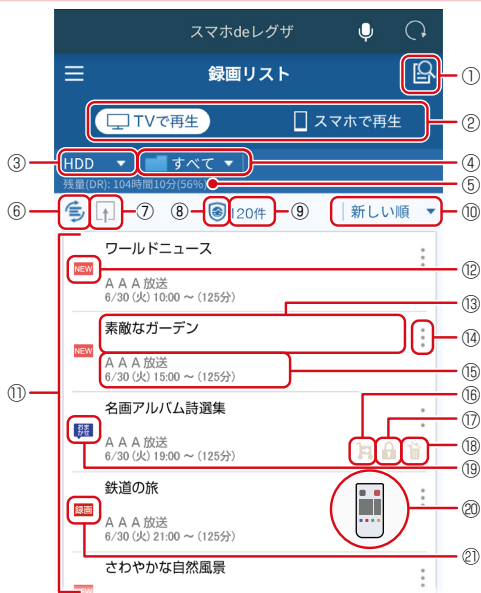 スマホdeレグザ
録画リスト
①
TVで再生 スマホで再生
②
③ HDD すべて ④
残量(DR): 104時間10分(56%) ⑤
⑥ ⑦ ⑧ 120件 ⑨ 新しい順 ⑩
⑪
ワールドニュース
NEW ⑫
AAA放送
6/30(火) 10:00 ～ (125分)
⑬
素敵なガーデン ⑭
NEW
AAA放送 ⑮
6/30(火) 15:00 ～ (125分)
⑯
名画アルバム詩選集 ⑰
おまかせ
AAA放送 ⑱
6/30(火) 19:00 ～ (125分)
⑲
鉄道の旅
録画 ⑳
AAA放送
6/30(火) 21:00 ～ (125分)
㉑
さわやかな自然風景